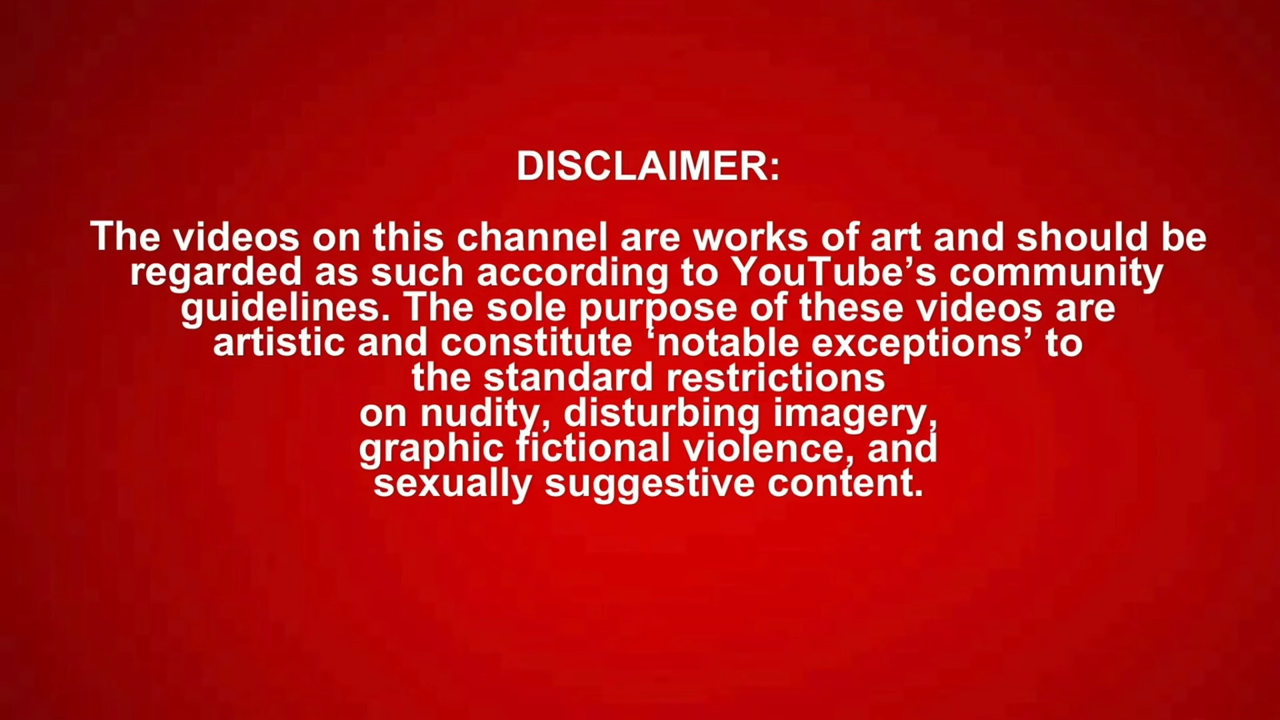 DISCLAIMER:
The videos on this channel are works of art and should be
regarded as such according to YouTube’s community
guidelines. The sole purpose of these videos are
artistic and constitute ‘notable exceptions’ to
the standard restrictions
on nudity, disturbing imagery,
graphic fictional violence, and
sexually suggestive content.